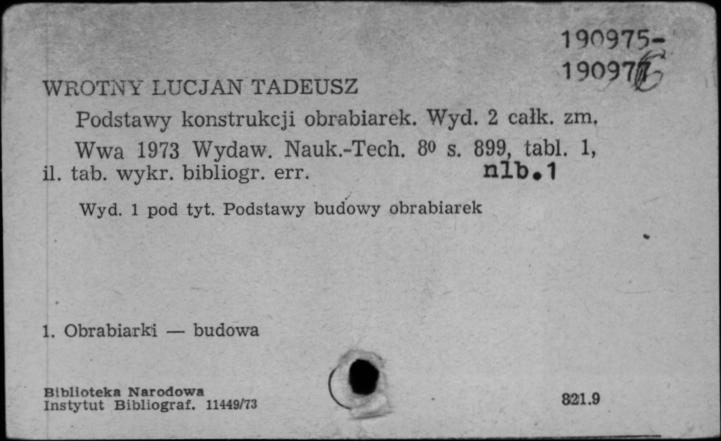 190975-
190976
WROTNY LUCJAN TADEUSZ
Podstawy konstrukcji obrabiarek. Wyd. 2 całk. zm.
Wwa 1973 Wydaw. Nauk.-Tech. 8⁰ s. 899, tabl. 1,
il. tab. wykr. bibliogr. err. nlb.1
Wyd. 1 pod tyt. Podstawy budowy obrabiarek
1. Obrabiarki — budowa
Biblioteka Narodowa
Instytut Bibliograf. 11449/73
821.9